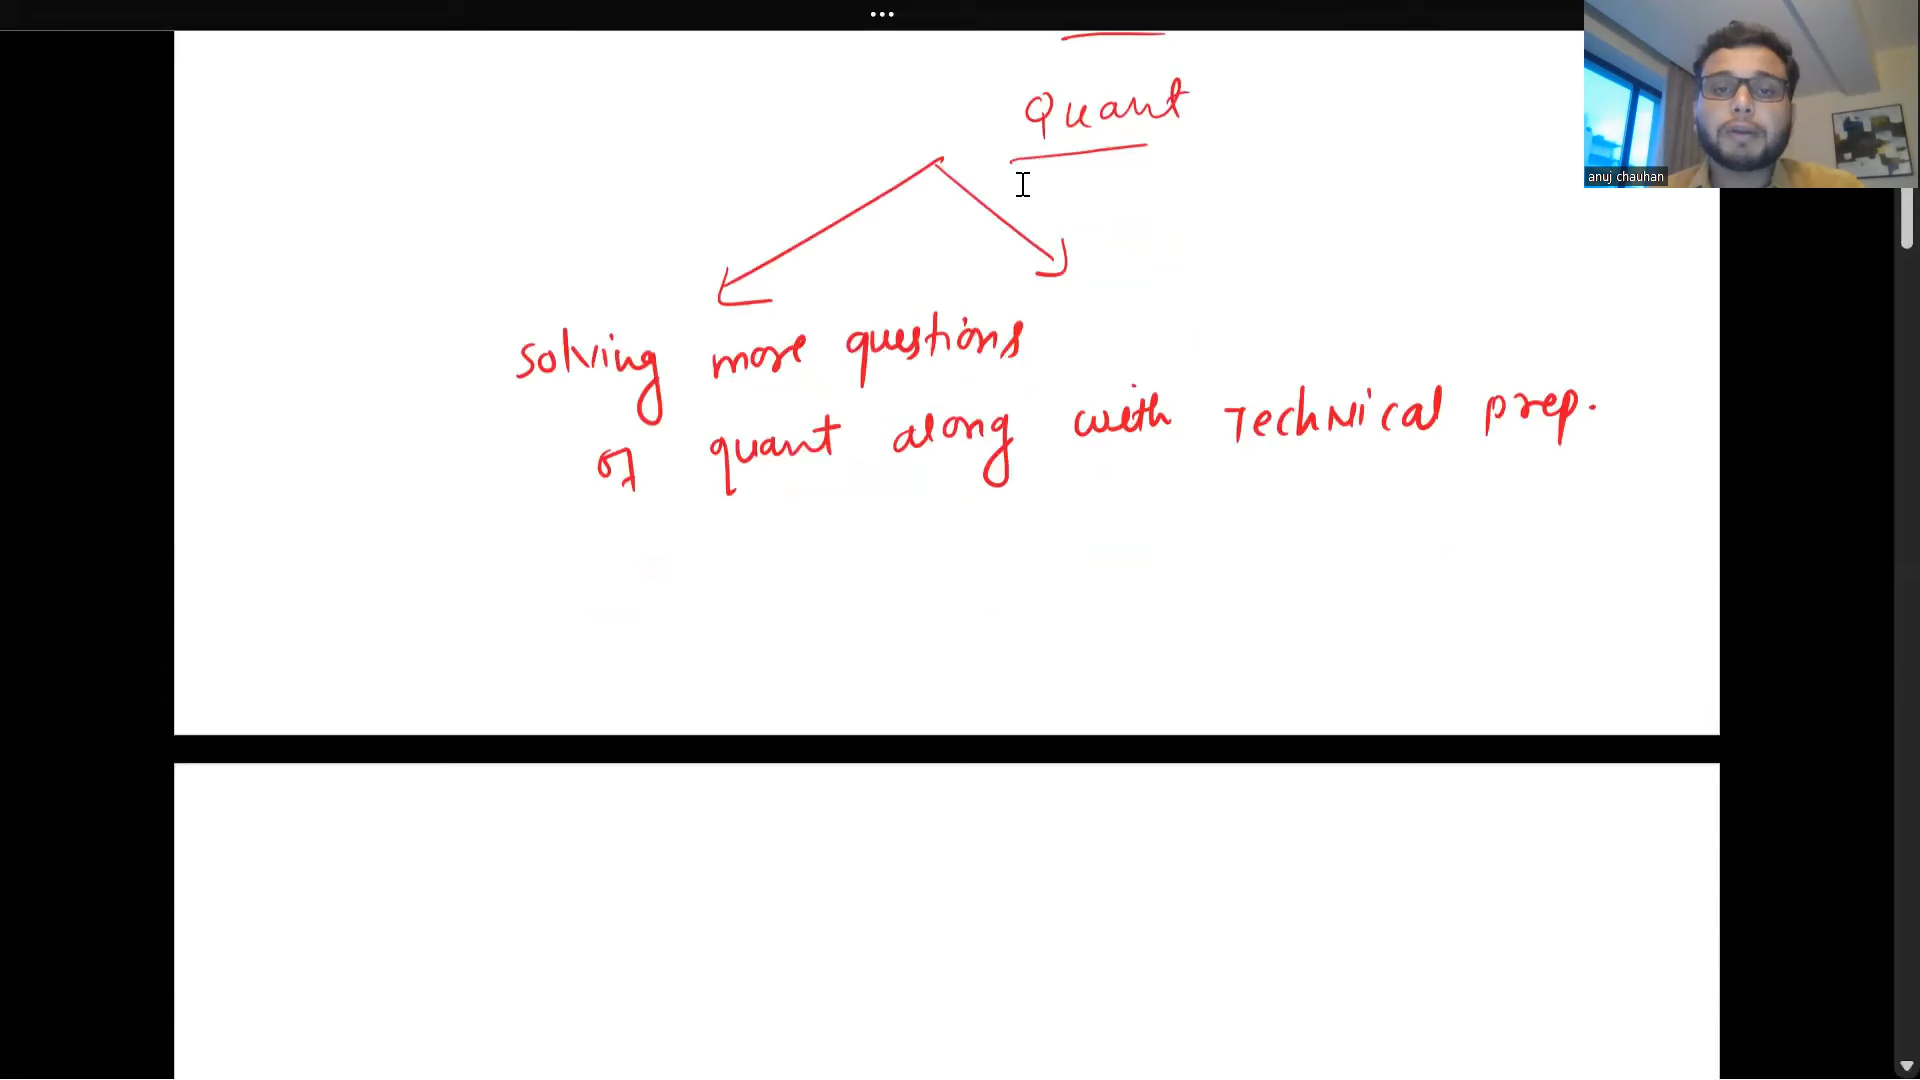 Quant
anuj chauhan
solving more questions
of quant along with Technical prep.